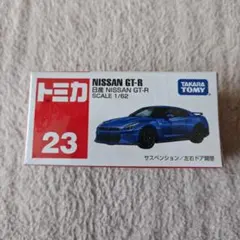 トミカ
23
NISSAN GT-R
日産 NISSAN GT-R
SCALE 1/62
TAKARA
TOMY
サスペンション／左右ドア開閉